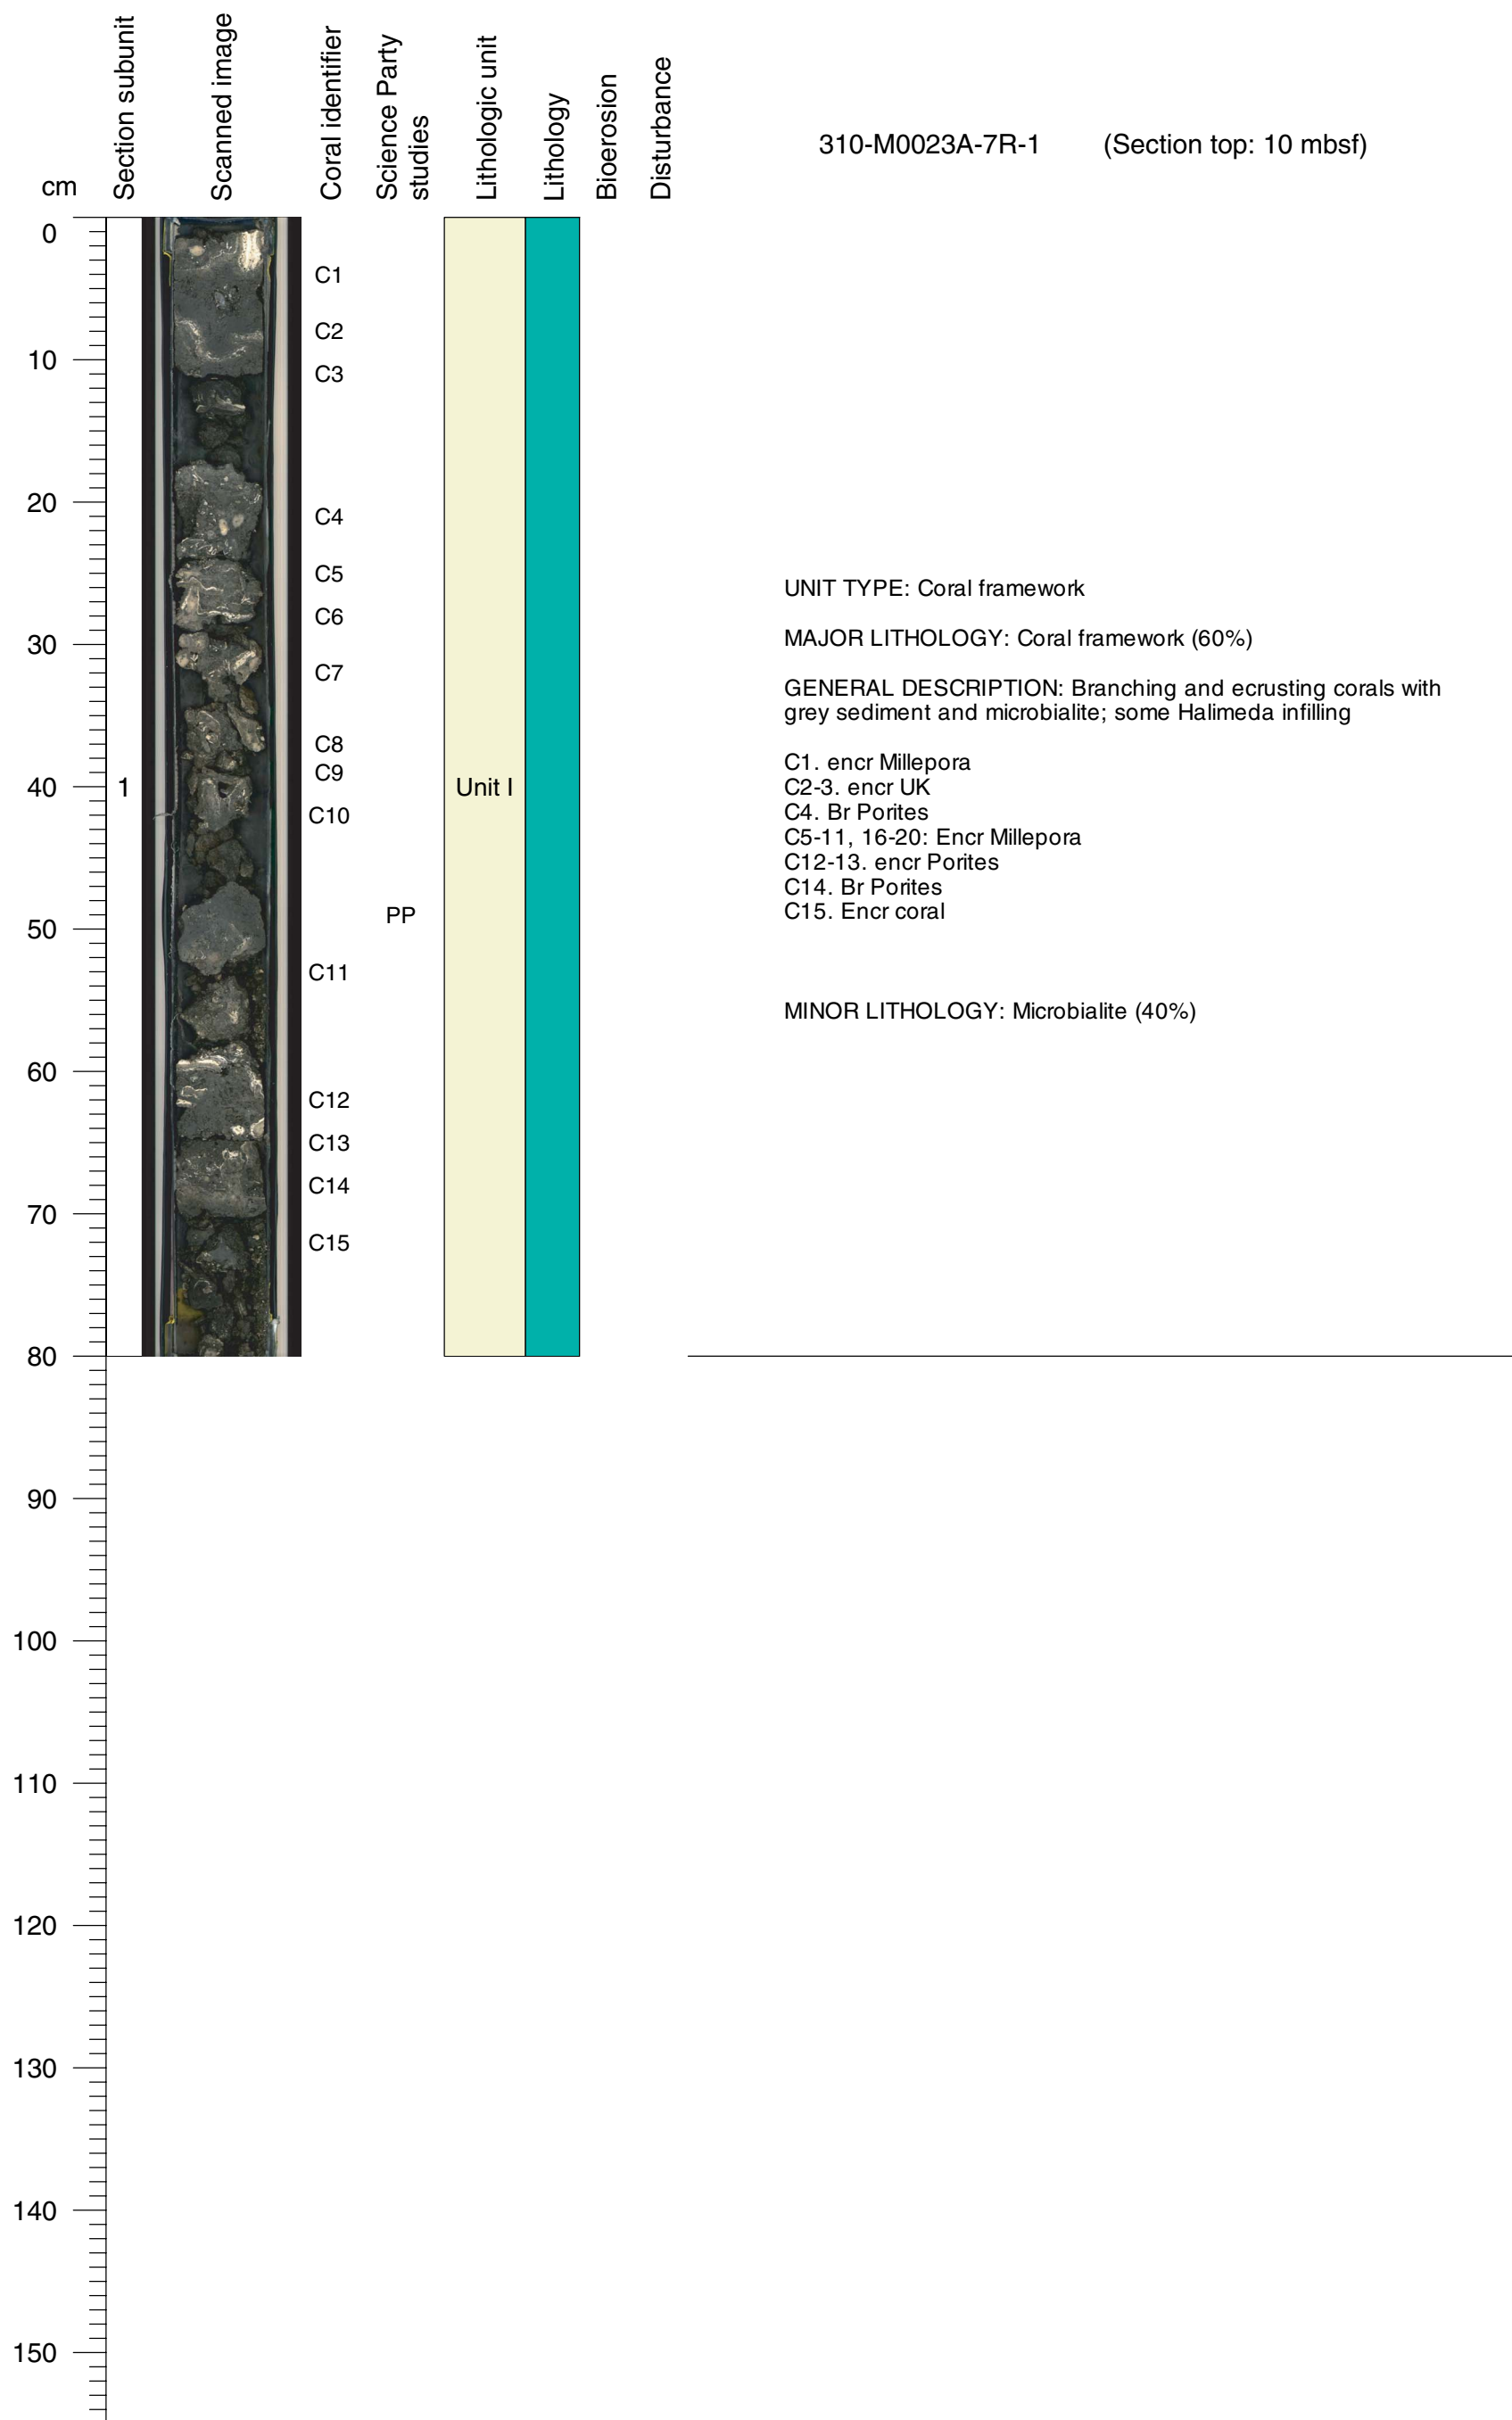 cm
Section subunit
Scanned image
Coral identifier
Science Party
studies
Lithologic unit
Lithology
Bioerosion
Disturbance
310-M0023A-7R-1 (Section top: 10 mbsf)
0
C1
C2
10
C3
20
C4
C5
C6
30
C7
C8
C9
40
1
Unit I
C10
PP
50
C11
60
C12
C13
C14
70
C15
80
90
100
110
120
130
140
150
UNIT TYPE: Coral framework
MAJOR LITHOLOGY: Coral framework (60%)
GENERAL DESCRIPTION: Branching and ecrusting corals with
grey sediment and microbialite; some Halimeda infilling
C1. encr Millepora
C2-3. encr UK
C4. Br Porites
C5-11, 16-20: Encr Millepora
C12-13. encr Porites
C14. Br Porites
C15. Encr coral
MINOR LITHOLOGY: Microbialite (40%)